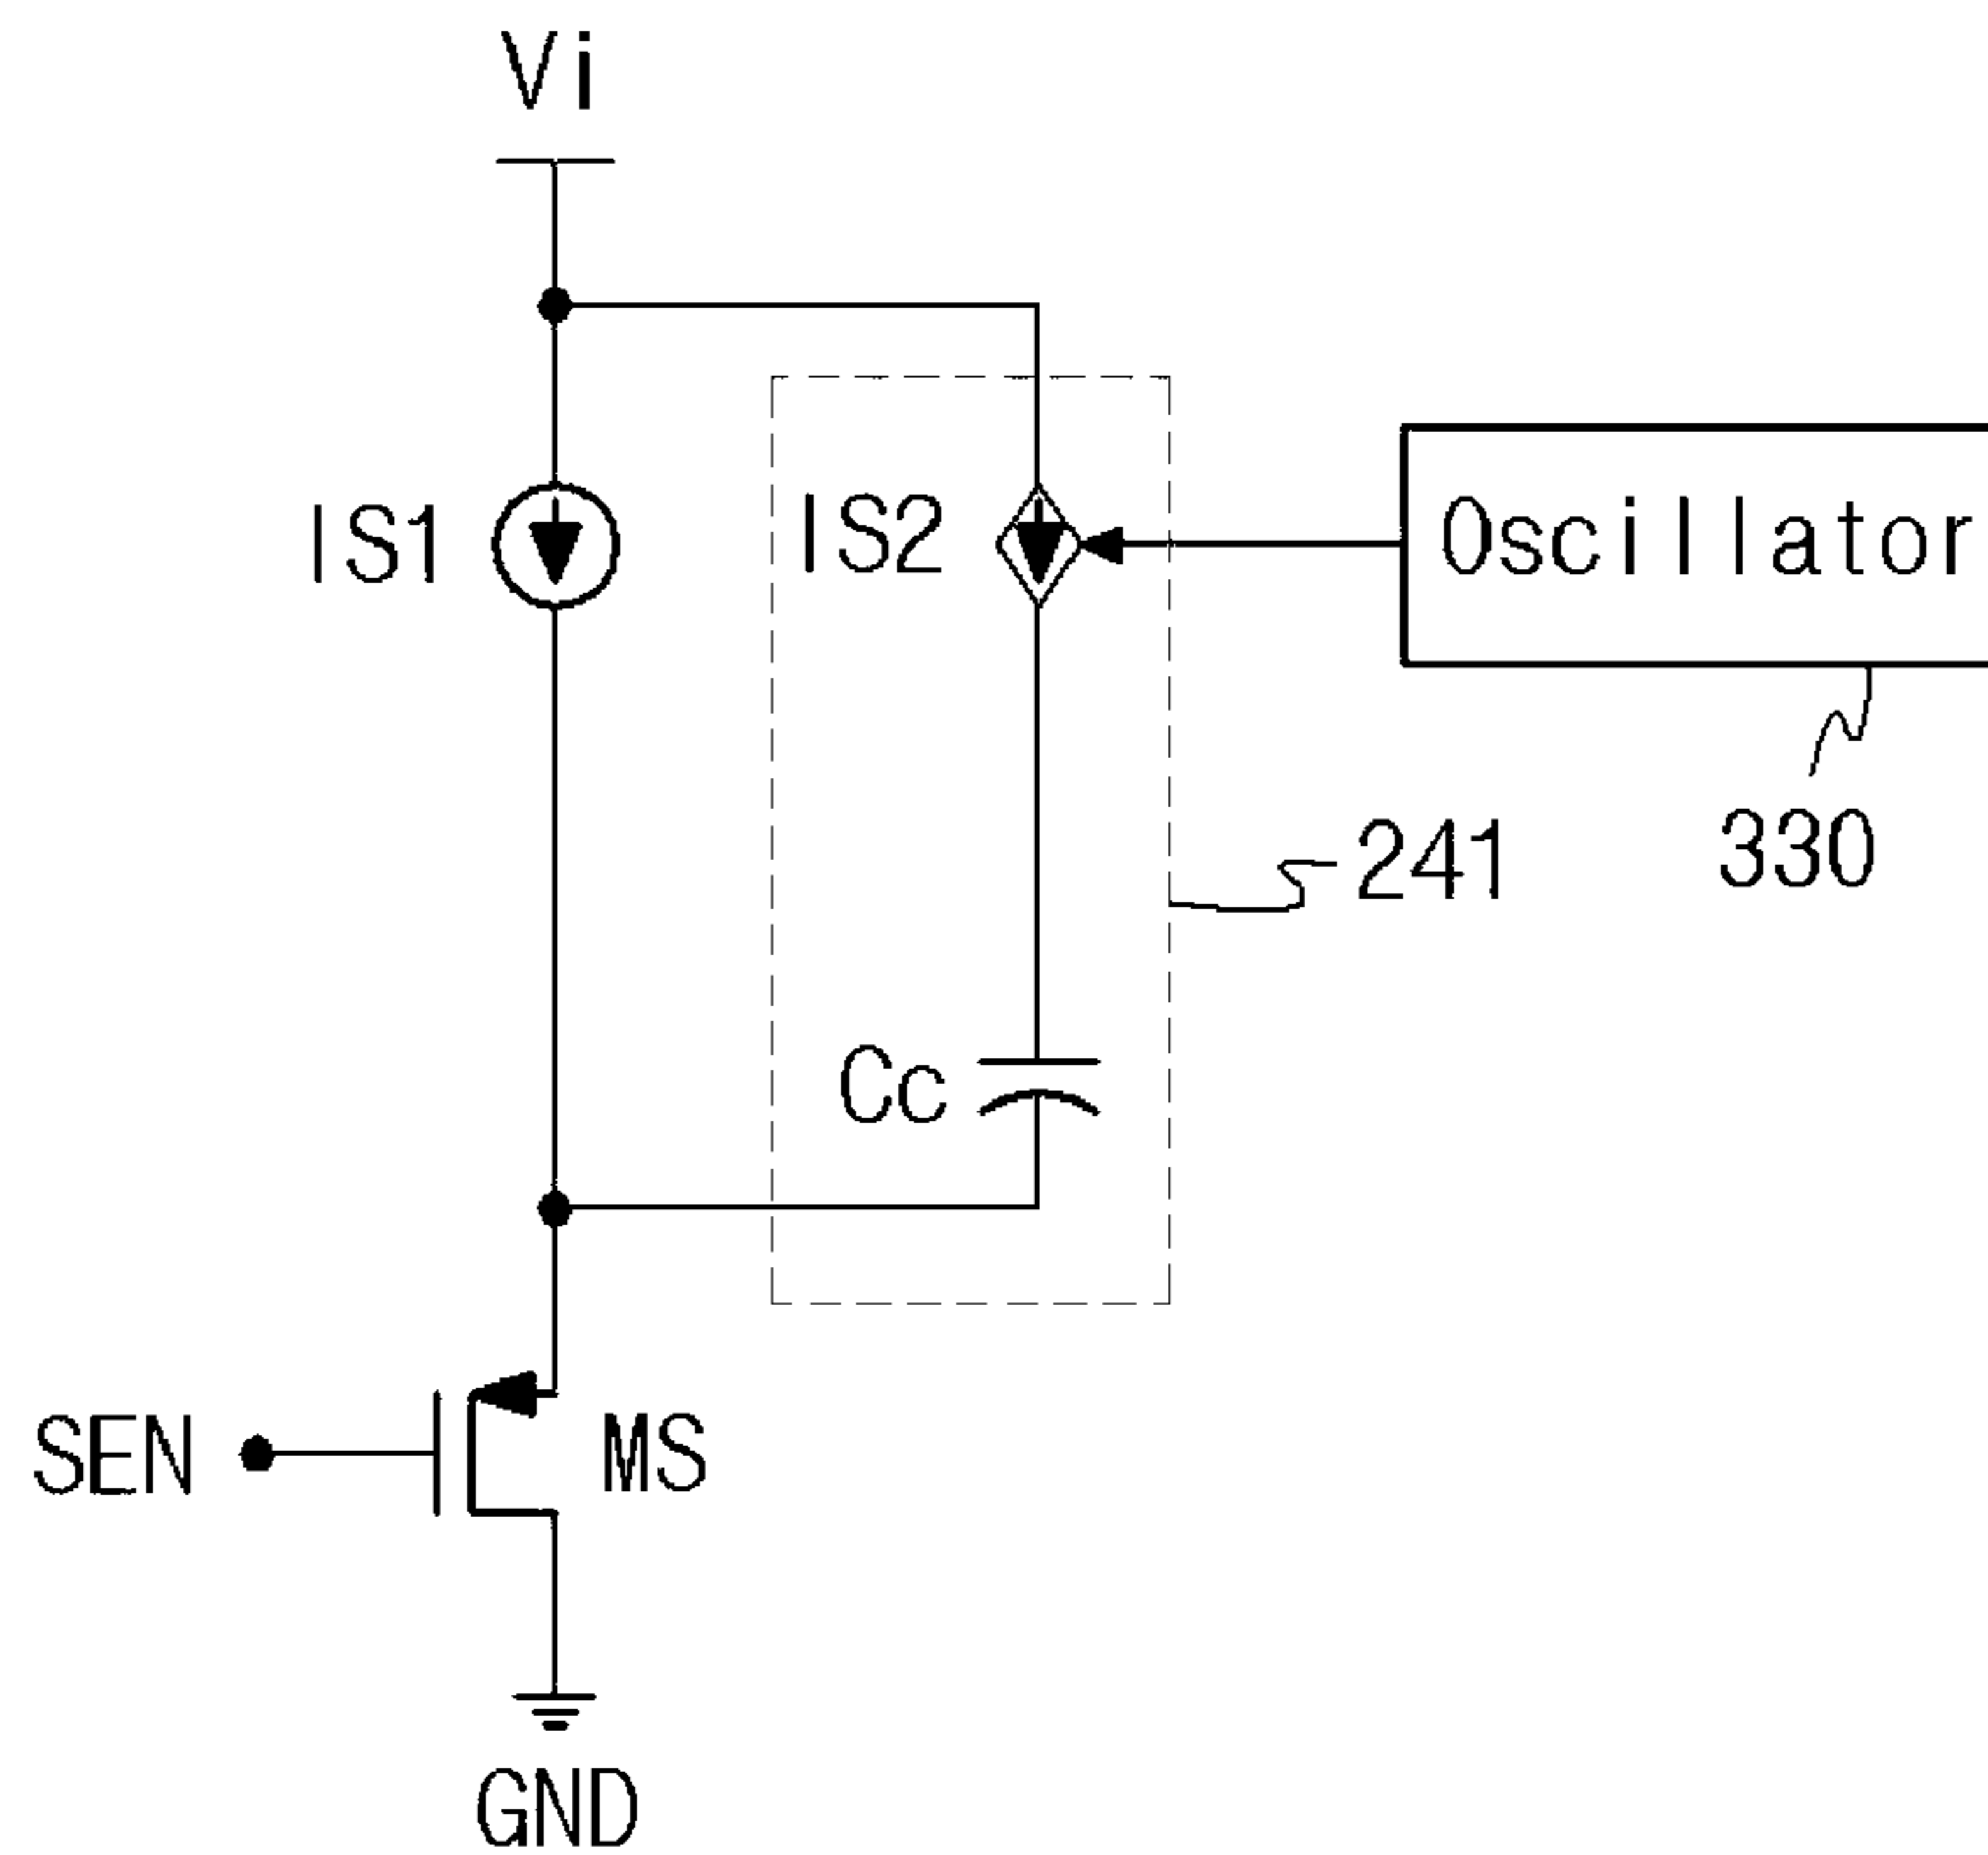 Vi
IS1
IS2
Oscillator
330
241
Cc
SEN
MS
GND